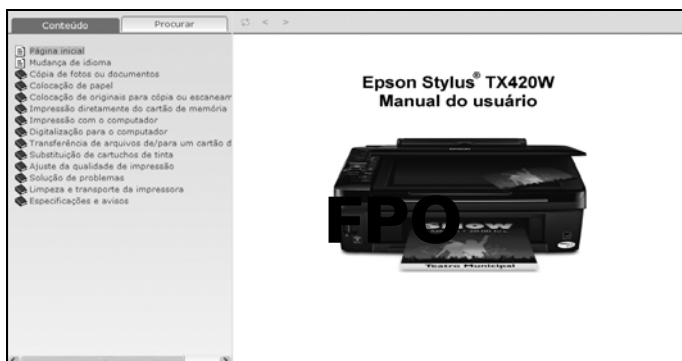 Conteúdo
Procurar
Página inicial
Mudança de idioma
Cópia de fotos ou documentos
Colocação de papel
Colocação de originais para cópia ou escaneam
Impressão diretamente do cartão de memória
Impressão com o computador
Digitalização para o computador
Transferência de arquivos de/para um cartão d
Substituição de cartuchos de tinta
Ajuste da qualidade de impressão
Solução de problemas
Limpeza e transporte da impressora
Especificações e avisos
Epson Stylus® TX420W
Manual do usuário
EPSON
FPO
SHOW
Teatro Municipal